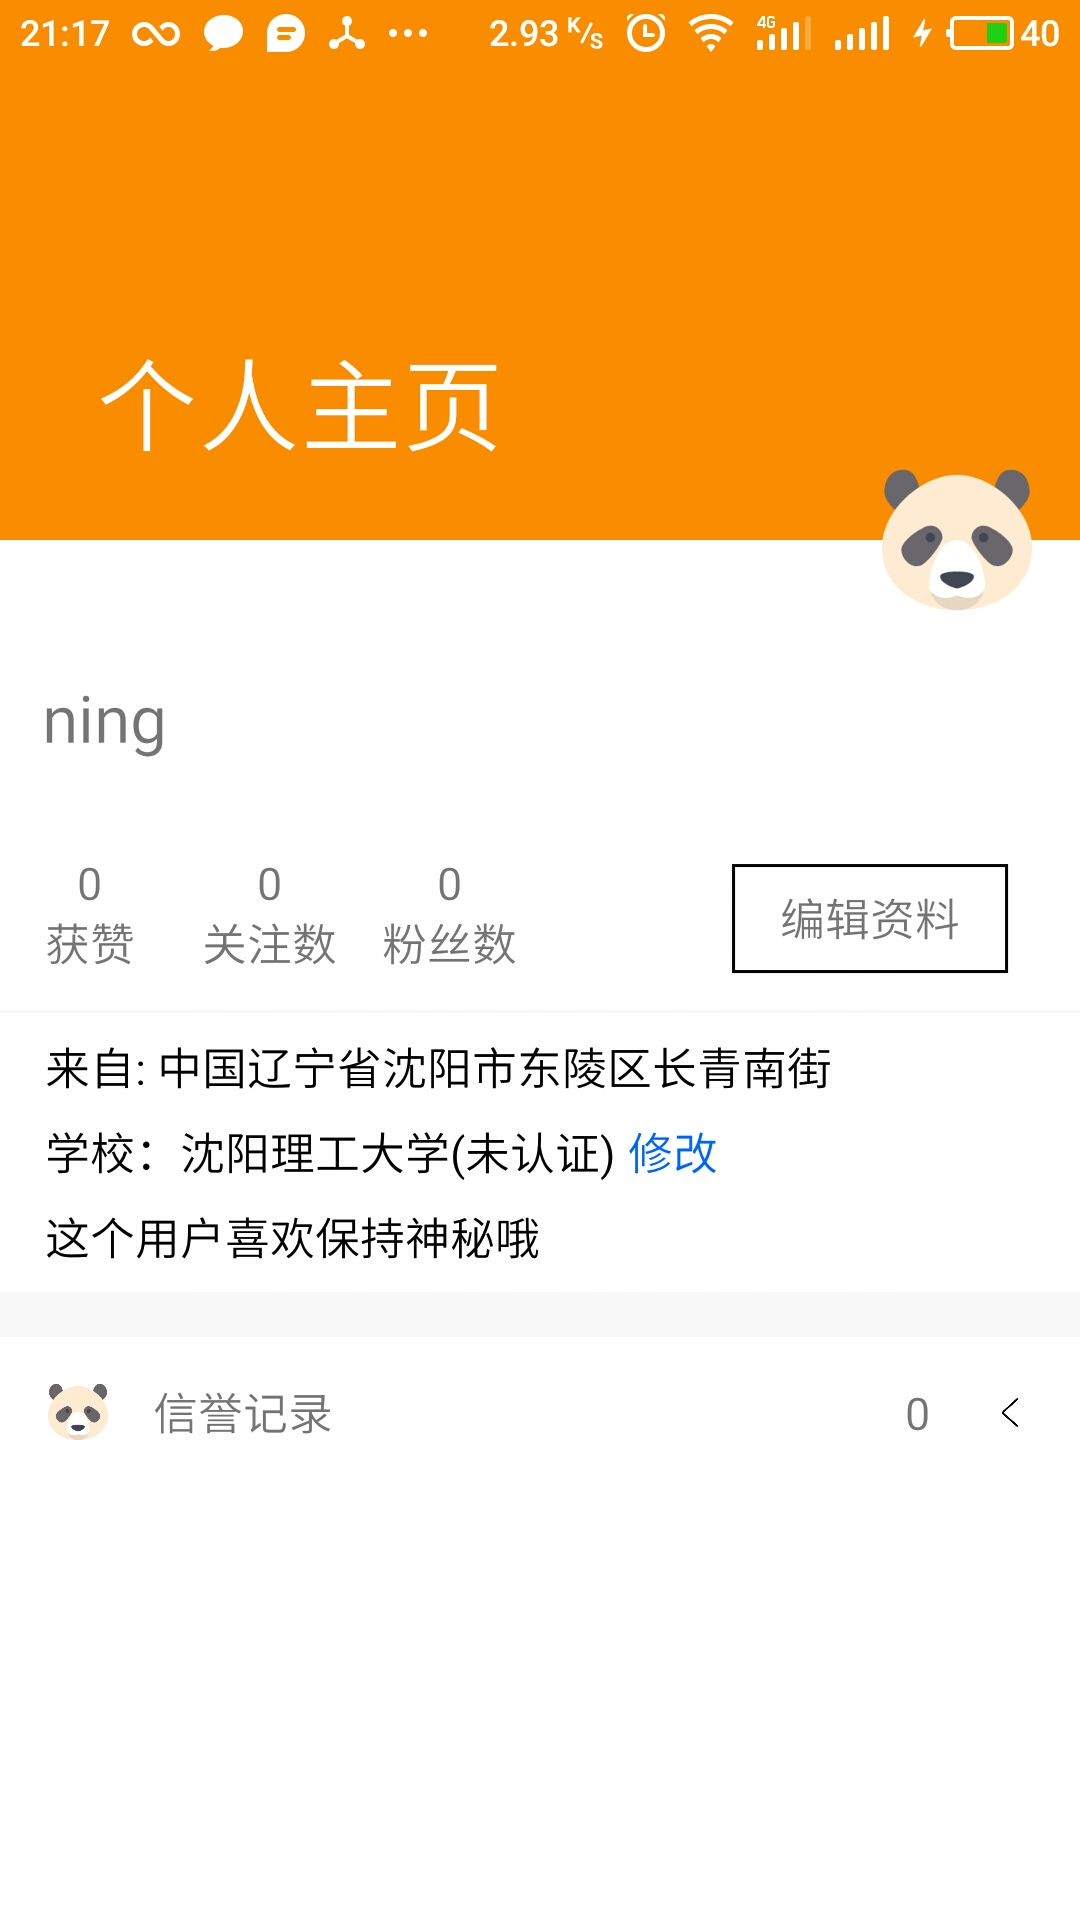 21:17 2.93 K/s 4G 40
个人主页
ning
0 0 0
获赞 关注数 粉丝数 编辑资料
来自: 中国辽宁省沈阳市东陵区长青南街
学校：沈阳理工大学(未认证) 修改
这个用户喜欢保持神秘哦
信誉记录 0